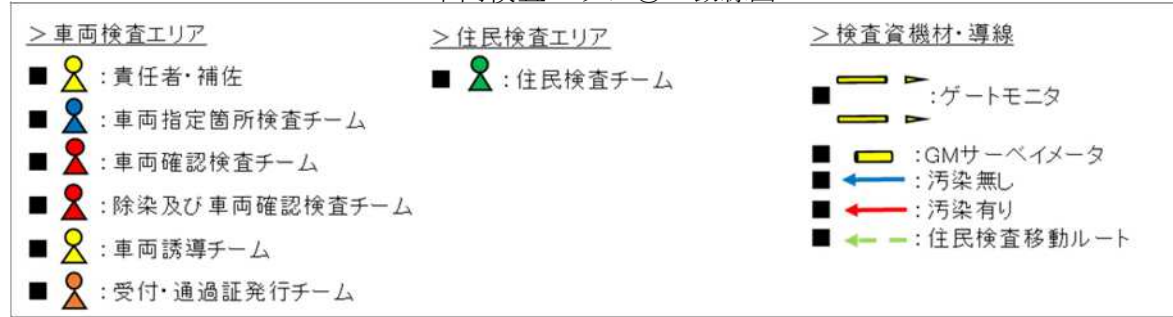 ＞車両検査エリア
：責任者・補佐
：車両指定箇所検査チーム
：車両確認検査チーム
：除染及び車両確認検査チーム
：車両誘導チーム
：受付・通過証発行チーム
＞住民検査エリア
：住民検査チーム
＞検査資機材・導線
：ゲートモニタ
：GMサーベイメータ
：汚染無し
：汚染有り
：住民検査移動ルート